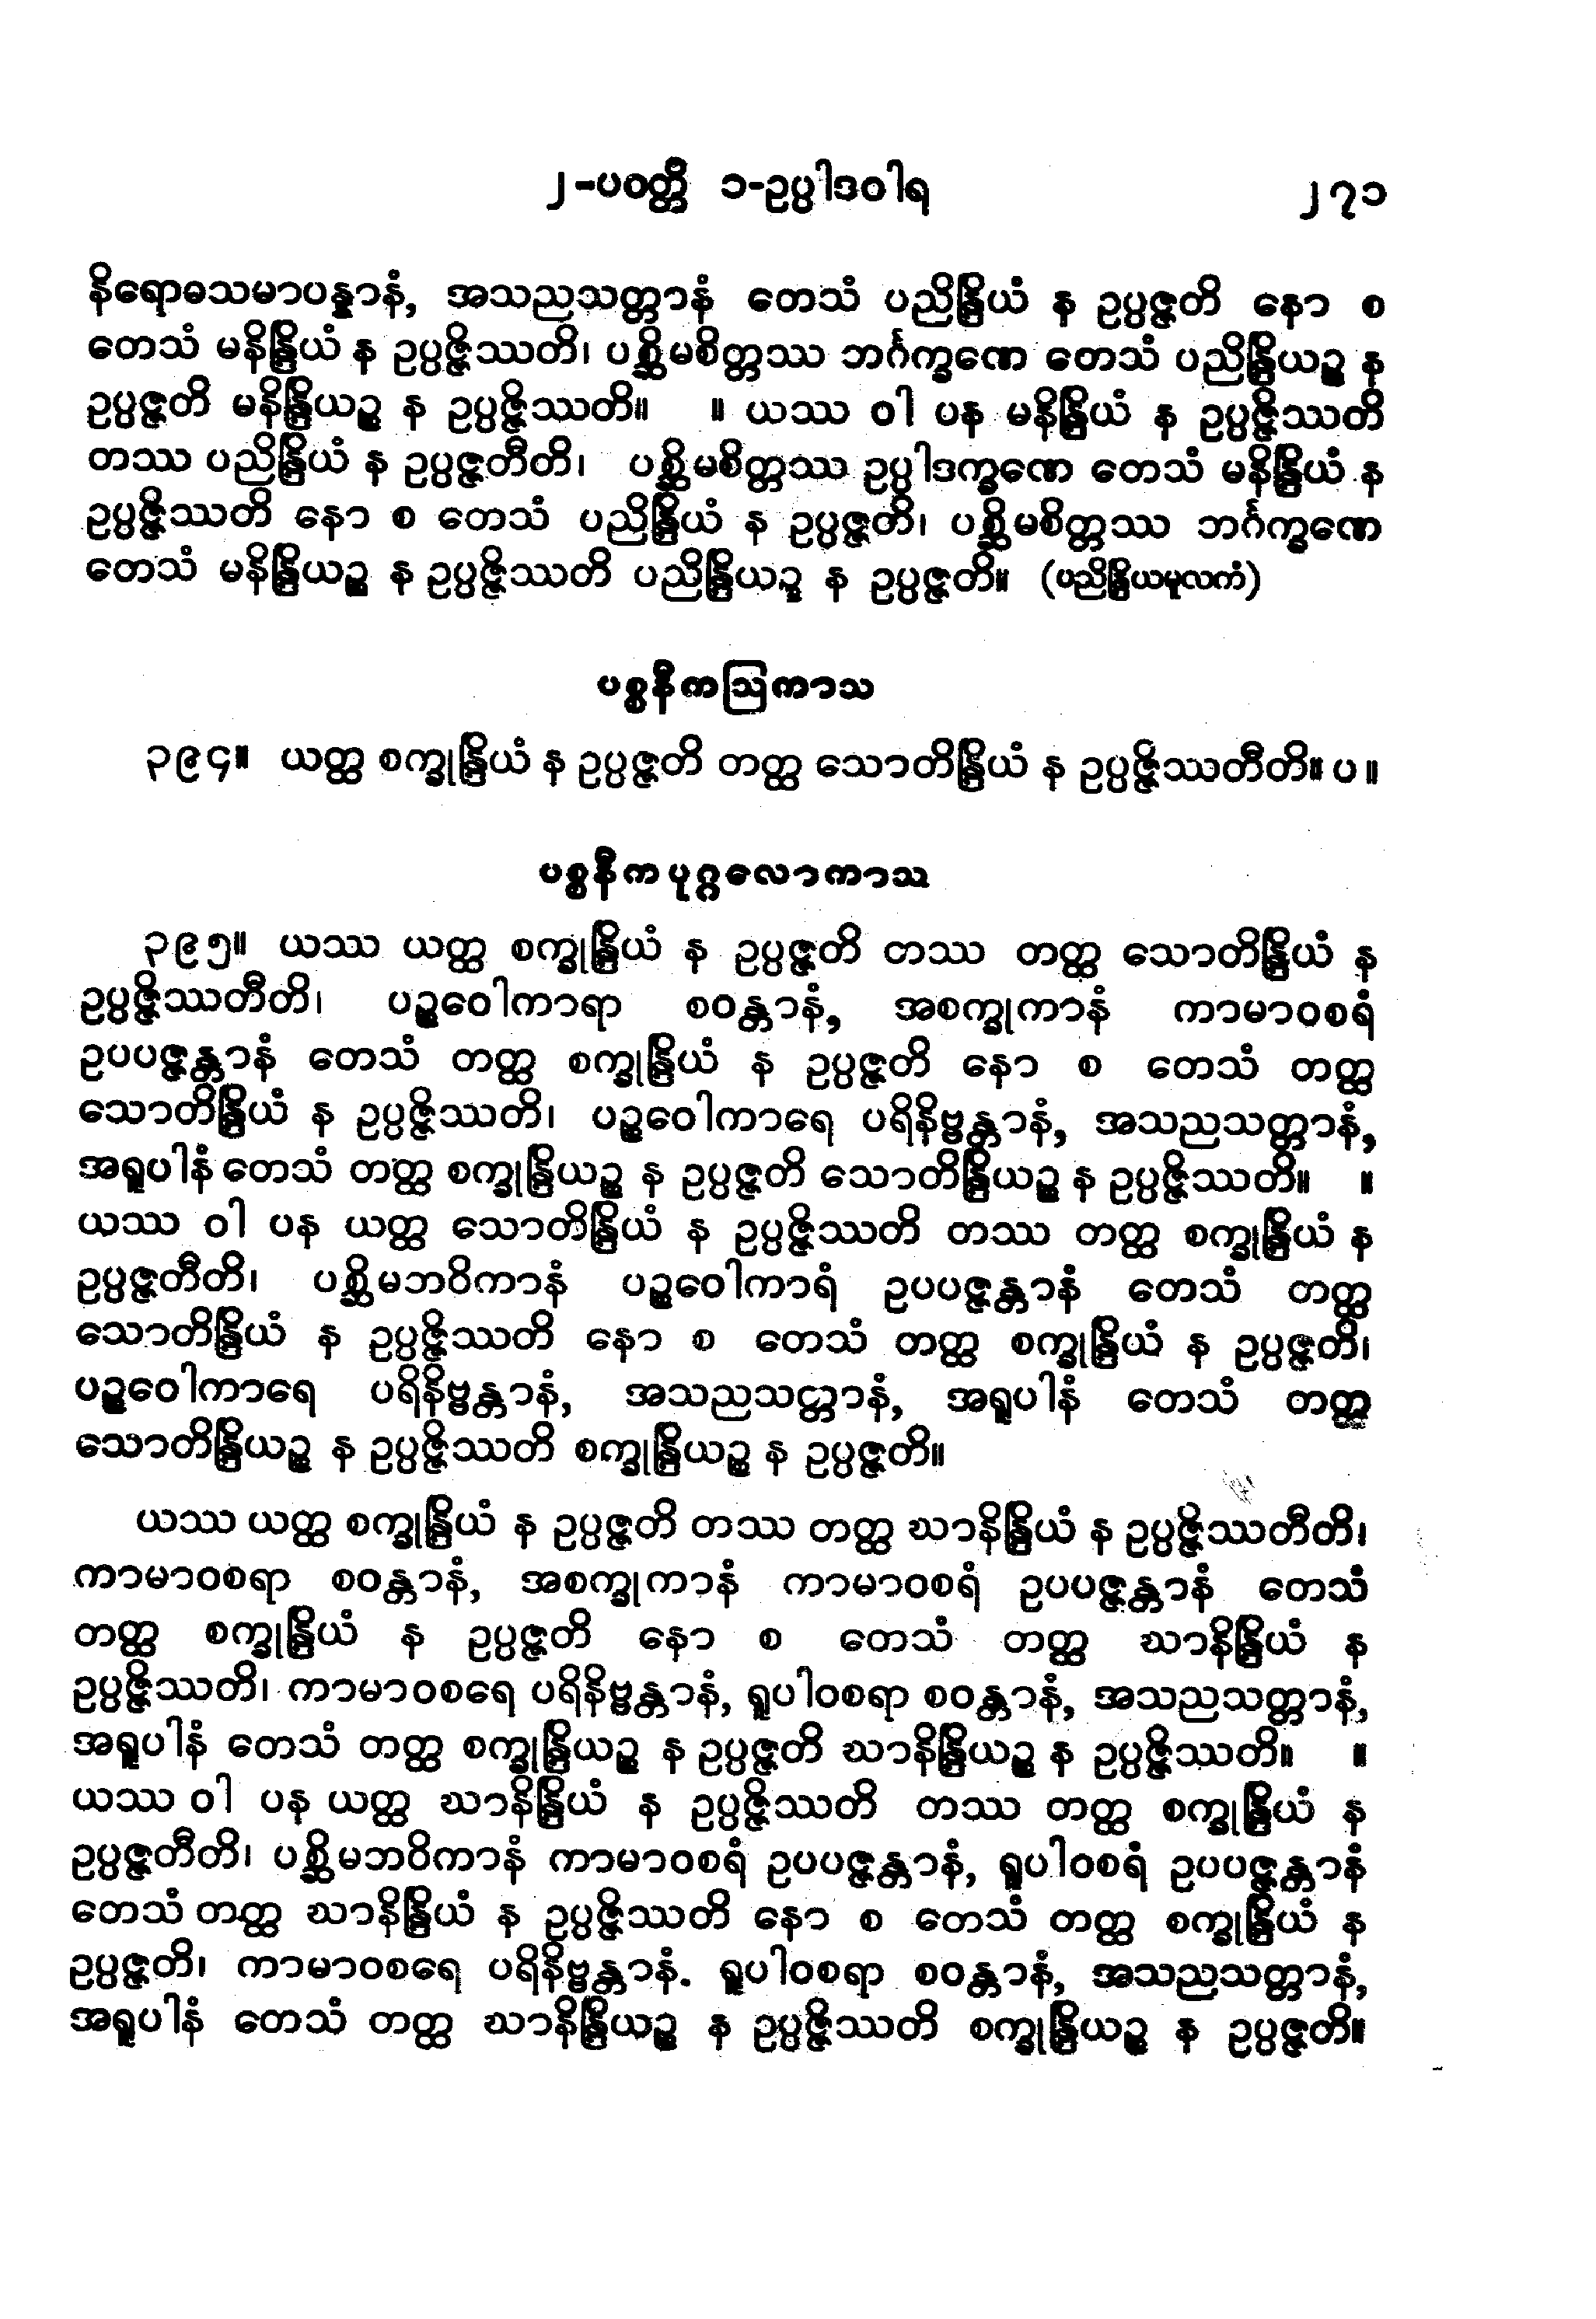 ၂-ပဝတ္တိ ၁-ဥပ္ပါဒဝါရ ၂၇၁
နိရောဓသမာပန္နာနံ, အသညသတ္တာနံ တေသံ ပညိန္ဒြိယံ န ဥပ္ပဇ္ဇတိ နော စ
တေသံ မနိန္ဒြိယံ န ဥပ္ပဇ္ဇိဿတိ၊ ပစ္ဆိမစိတ္တဿ ဘင်္ဂက္ခဏေ တေသံ ပညိန္ဒြိယဉ္စ န
ဥပ္ပဇ္ဇတိ မနိန္ဒြိယဉ္စ န ဥပ္ပဇ္ဇိဿတိ။ ။ ယဿ ဝါ ပန မနိန္ဒြိယံ န ဥပ္ပဇ္ဇိဿတိ
တဿ ပညိန္ဒြိယံ န ဥပ္ပဇ္ဇတီတိ၊ ပစ္ဆိမစိတ္တဿ ဥပ္ပါဒက္ခဏေ တေသံ မနိန္ဒြိယံ န
ဥပ္ပဇ္ဇိဿတိ နော စ တေသံ ပညိန္ဒြိယံ န ဥပ္ပဇ္ဇတိ၊ ပစ္ဆိမစိတ္တဿ ဘင်္ဂက္ခဏေ
တေသံ မနိန္ဒြိယဉ္စ န ဥပ္ပဇ္ဇိဿတိ ပညိန္ဒြိယဉ္စ န ဥပ္ပဇ္ဇတိ။ (ပညိန္ဒြိယမူလကံ)
ပစ္စနီကဩကာသ
၃၉၄။ ယတ္ထ စက္ခုန္ဒြိယံ န ဥပ္ပဇ္ဇတိ တတ္ထ သောတိန္ဒြိယံ န ဥပ္ပဇ္ဇိဿတီတိ။ ပ ။
ပစ္စနီကပုဂ္ဂလောကာသ
၃၉၅။ ယဿ ယတ္ထ စက္ခုန္ဒြိယံ န ဥပ္ပဇ္ဇတိ တဿ တတ္ထ သောတိန္ဒြိယံ န
ဥပ္ပဇ္ဇိဿတီတိ၊ ပဉ္စဝေါကာရာ စဝန္တာနံ, အစက္ခုကာနံ ကာမာဝစရံ
ဥပပဇ္ဇန္တာနံ တေသံ တတ္ထ စက္ခုန္ဒြိယံ န ဥပ္ပဇ္ဇတိ နော စ တေသံ တတ္ထ
သောတိန္ဒြိယံ န ဥပ္ပဇ္ဇိဿတိ၊ ပဉ္စဝေါကာရေ ပရိနိဗ္ဗန္တာနံ, အသညသတ္တာနံ,
အရူပါနံ တေသံ တတ္ထ စက္ခုန္ဒြိယဉ္စ န ဥပ္ပဇ္ဇတိ သောတိန္ဒြိယဉ္စ န ဥပ္ပဇ္ဇိဿတိ။ ။
ယဿ ဝါ ပန ယတ္ထ သောတိန္ဒြိယံ န ဥပ္ပဇ္ဇိဿတိ တဿ တတ္ထ စက္ခုန္ဒြိယံ န
ဥပ္ပဇ္ဇတီတိ၊ ပစ္ဆိမဘဝိကာနံ ပဉ္စဝေါကာရံ ဥပပဇ္ဇန္တာနံ တေသံ တတ္ထ
သောတိန္ဒြိယံ န ဥပ္ပဇ္ဇိဿတိ နော စ တေသံ တတ္ထ စက္ခုန္ဒြိယံ န ဥပ္ပဇ္ဇတိ၊
ပဉ္စဝေါကာရေ ပရိနိဗ္ဗန္တာနံ, အသညသတ္တာနံ, အရူပါနံ တေသံ တတ္ထ
သောတိန္ဒြိယဉ္စ န ဥပ္ပဇ္ဇိဿတိ စက္ခုန္ဒြိယဉ္စ န ဥပ္ပဇ္ဇတိ။
ယဿ ယတ္ထ စက္ခုန္ဒြိယံ န ဥပ္ပဇ္ဇတိ တဿ တတ္ထ ဃာနိန္ဒြိယံ န ဥပ္ပဇ္ဇိဿတီတိ၊
ကာမာဝစရာ စဝန္တာနံ, အစက္ခုကာနံ ကာမာဝစရံ ဥပပဇ္ဇန္တာနံ တေသံ
တတ္ထ စက္ခုန္ဒြိယံ န ဥပ္ပဇ္ဇတိ နော စ တေသံ တတ္ထ ဃာနိန္ဒြိယံ န
ဥပ္ပဇ္ဇိဿတိ၊ ကာမာဝစရေ ပရိနိဗ္ဗန္တာနံ, ရူပါဝစရာ စဝန္တာနံ, အသညသတ္တာနံ,
အရူပါနံ တေသံ တတ္ထ စက္ခုန္ဒြိယဉ္စ န ဥပ္ပဇ္ဇတိ ဃာနိန္ဒြိယဉ္စ န ဥပ္ပဇ္ဇိဿတိ။ ။
ယဿ ဝါ ပန ယတ္ထ ဃာနိန္ဒြိယံ န ဥပ္ပဇ္ဇိဿတိ တဿ တတ္ထ စက္ခုန္ဒြိယံ န
ဥပ္ပဇ္ဇတီတိ၊ ပစ္ဆိမဘဝိကာနံ ကာမာဝစရံ ဥပပဇ္ဇန္တာနံ, ရူပါဝစရံ ဥပပဇ္ဇန္တာနံ
တေသံ တတ္ထ ဃာနိန္ဒြိယံ န ဥပ္ပဇ္ဇိဿတိ နော စ တေသံ တတ္ထ စက္ခုန္ဒြိယံ န
ဥပ္ပဇ္ဇတိ၊ ကာမာဝစရေ ပရိနိဗ္ဗန္တာနံ. ရူပါဝစရာ စဝန္တာနံ, အသညသတ္တာနံ,
အရူပါနံ တေသံ တတ္ထ ဃာနိန္ဒြိယဉ္စ န ဥပ္ပဇ္ဇိဿတိ စက္ခုန္ဒြိယဉ္စ န ဥပ္ပဇ္ဇတိ။